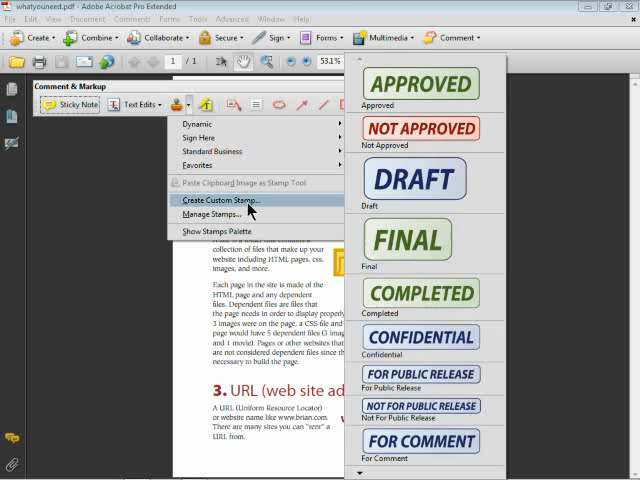 whatyouneed.pdf - Adobe Acrobat Pro Extended
File Edit View Document Comments Forms Tools Advanced Window Help
Create Combine Collaborate Secure Sign Forms Multimedia Comment
1 / 1 53.1%
Comment & Markup
Sticky Note Text Edits
Dynamic
Sign Here
Standard Business
Favorites
Paste Clipboard Image as Stamp Tool
Create Custom Stamp...
Manage Stamps...
Show Stamps Palette
APPROVED
Approved
NOT APPROVED
Not Approved
DRAFT
Draft
FINAL
Final
COMPLETED
Completed
CONFIDENTIAL
Confidential
FOR PUBLIC RELEASE
For Public Release
NOT FOR PUBLIC RELEASE
Not For Public Release
FOR COMMENT
For Comment
collection of files that make up your
website including HTML pages, css,
images, and more.
Each page in the site is made of the
HTML page and any dependent
files. Dependent files are files that
the page needs in order to display properly
3 images were on the page, a CSS file and
page would have 5 dependent files (3 image
and 1 movie). Pages or other websites that
are not considered dependent files since the
necessary to build the page.
3. URL (web site ad
A URL (Uniform Resource Locator)
or website name like www.brian.com.
There are many sites you can "rent" a
URL from.